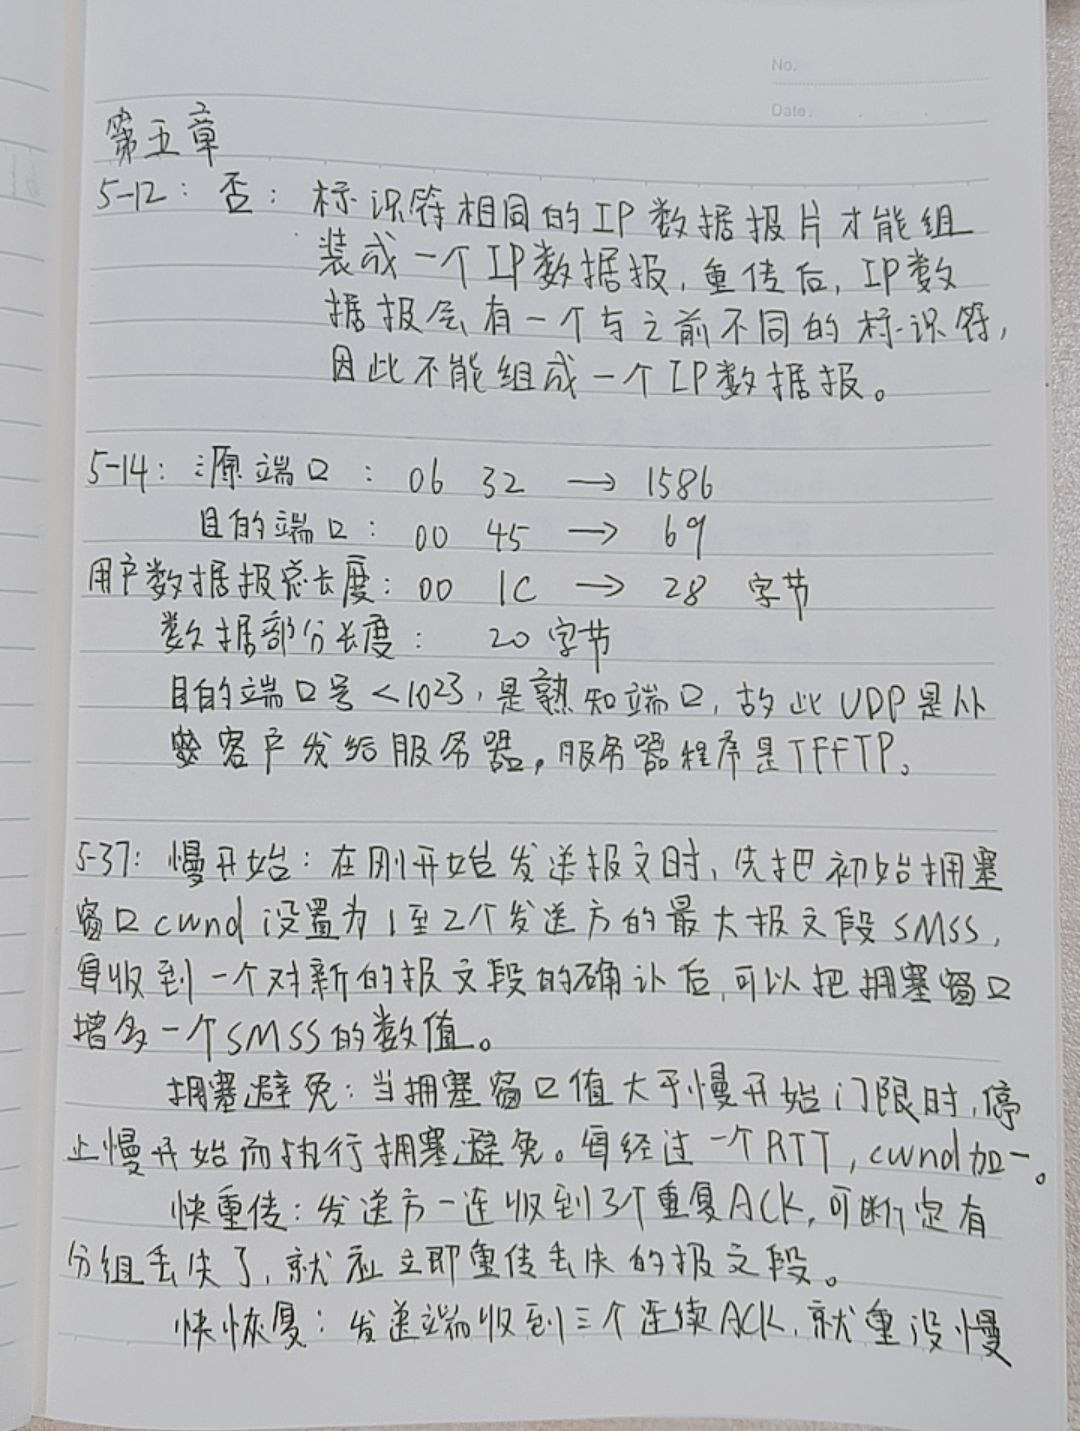 No.
Date.
第五章
5-12: 否: 标识符相同的IP数据报片才能组
装成一个IP数据报,重传后,IP数
据报会有一个与之前不同的标识符,
因此不能组成一个IP数据报。
5-14: 源端口: 06 32 → 1586
目的端口: 00 45 → 69
用户数据报总长度: 00 1C → 28 字节
数据部分长度: 20字节
目的端口号<1023,是熟知端口,故此UDP是从
客户发给服务器,服务器程序是TFFTP。
5-37: 慢开始: 在刚开始发送报文时,先把初始拥塞
窗口cwnd设置为1至2个发送方的最大报文段SMSS,
每收到一个对新的报文段的确认后,可以把拥塞窗口
增多一个SMSS的数值。
拥塞避免: 当拥塞窗口值大于慢开始门限时,停
止慢开始而执行拥塞避免。每经过一个RTT, cwnd加一。
快重传: 发送方一连收到3个重复ACK,可断定有
分组丢失了,就应立即重传丢失的报文段。
快恢复: 发送端收到三个连续ACK,就重设慢